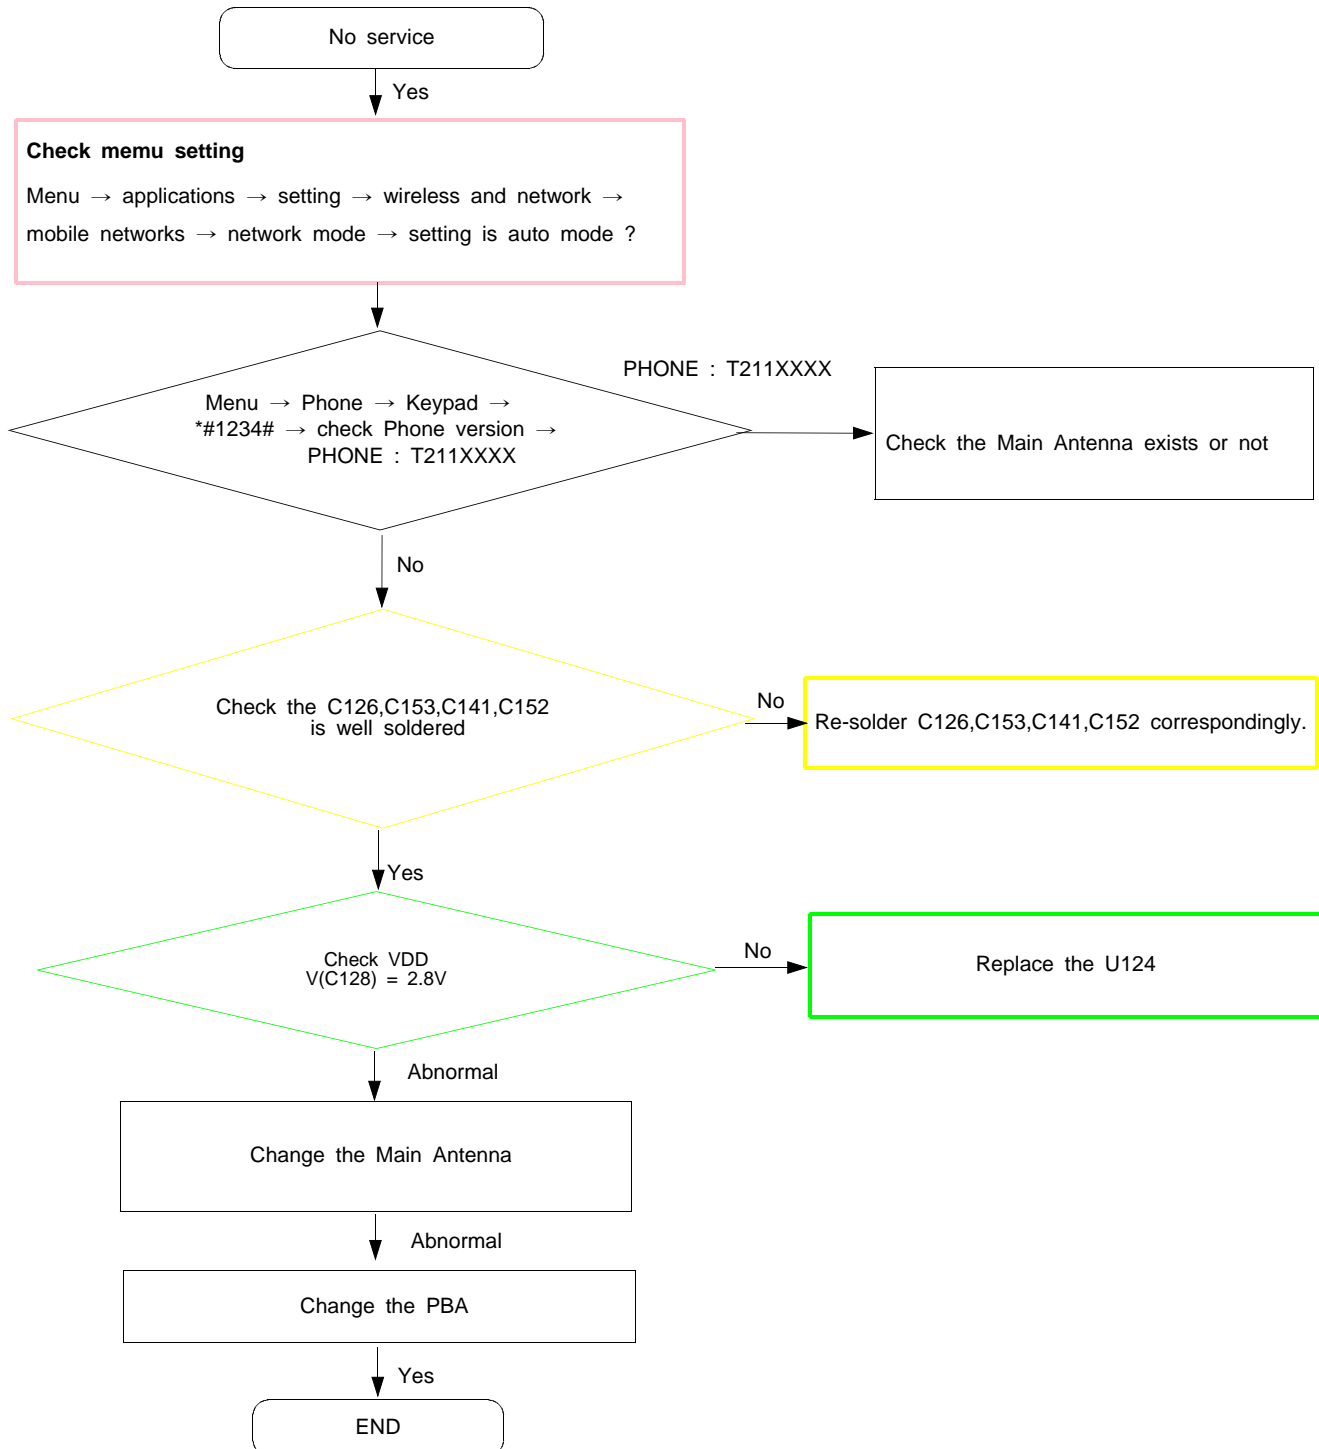 No service
Yes
Check memu setting
Menu → applications → setting → wireless and network →
mobile networks → network mode → setting is auto mode ?
PHONE : T211XXXX
Menu → Phone → Keypad →
*#1234# → check Phone version →
PHONE : T211XXXX
Check the Main Antenna exists or not
No
Check the C126,C153,C141,C152
is well soldered
No
Re-solder C126,C153,C141,C152 correspondingly.
Yes
Check VDD
V(C128) = 2.8V
No
Replace the U124
Abnormal
Change the Main Antenna
Abnormal
Change the PBA
Yes
END